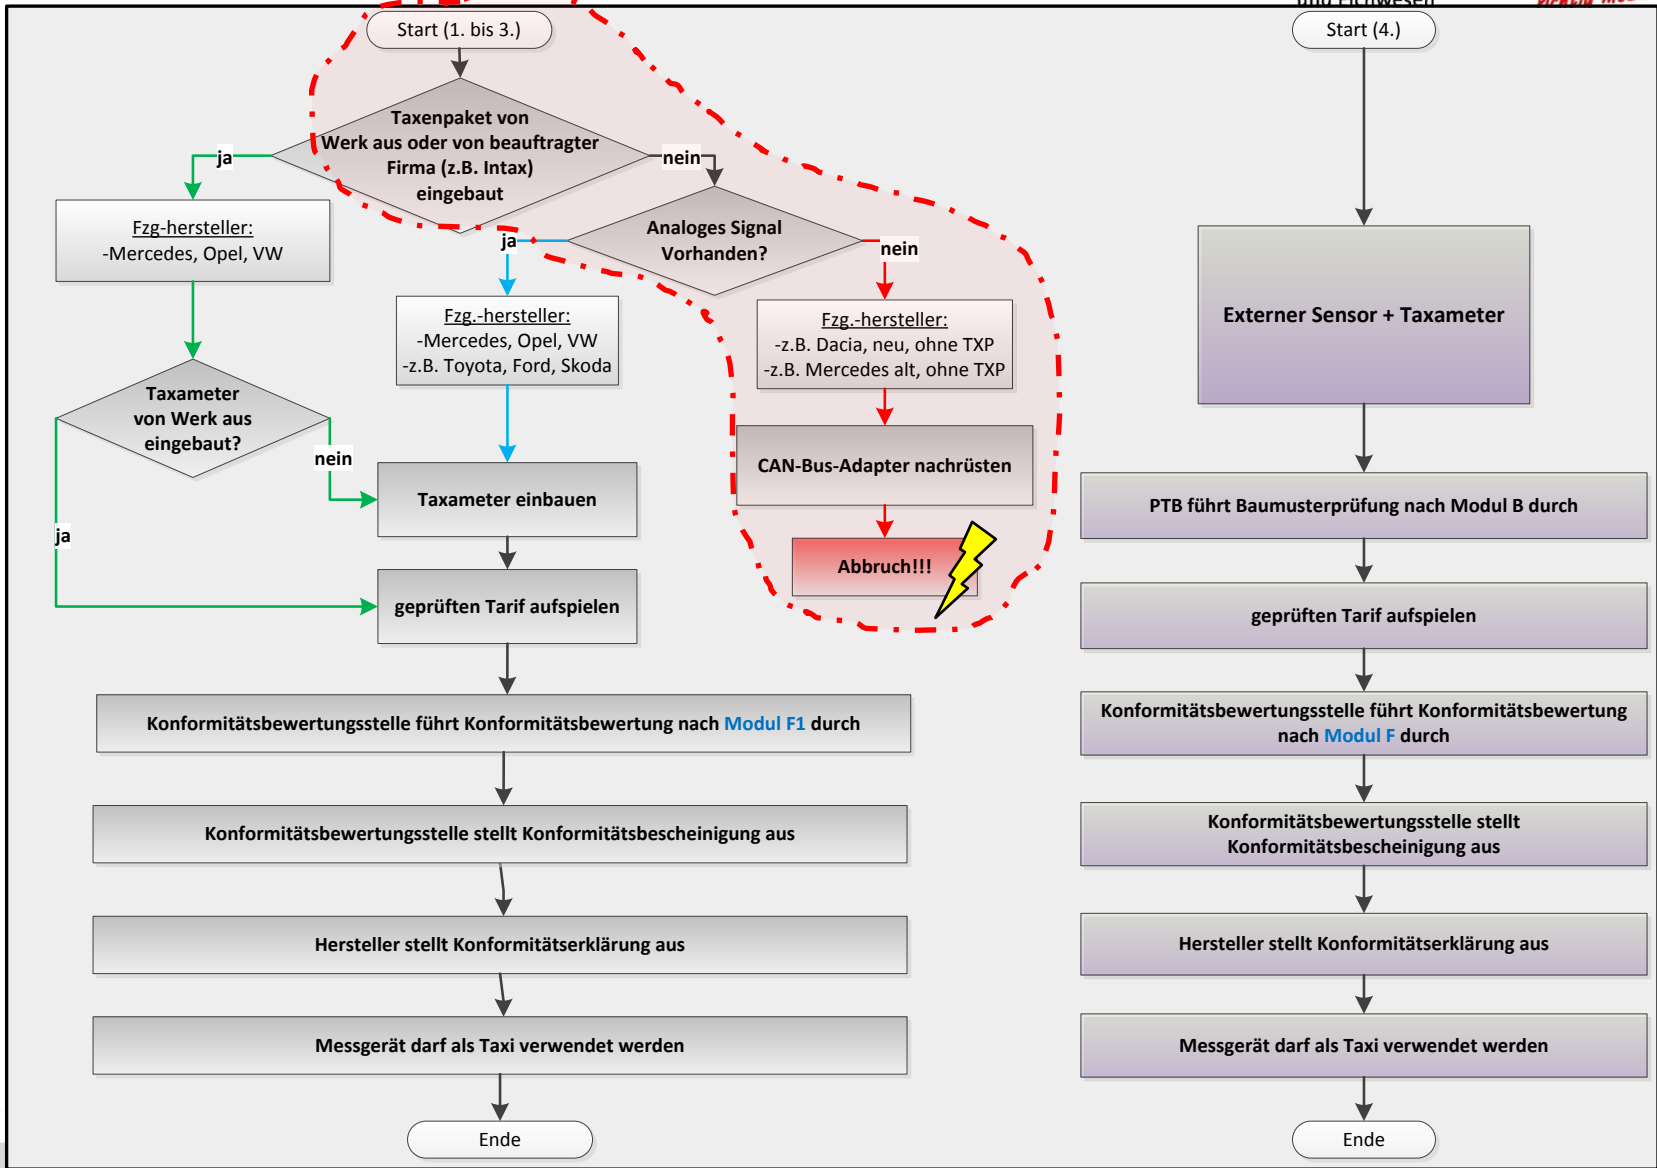 und Eichwesen
Start (1. bis 3.)
Taxenpaket von
Werk aus oder von beauftragter
Firma (z.B. Intax)
eingebaut
ja
nein
Fzg-hersteller:
-Mercedes, Opel, VW
Analoges Signal
Vorhanden?
ja
nein
Fzg.-hersteller:
-Mercedes, Opel, VW
-z.B. Toyota, Ford, Skoda
Fzg.-hersteller:
-z.B. Dacia, neu, ohne TXP
-z.B. Mercedes alt, ohne TXP
Taxameter
von Werk aus
eingebaut?
nein
ja
CAN-Bus-Adapter nachrüsten
Taxameter einbauen
Abbruch!!!
geprüften Tarif aufspielen
Konformitätsbewertungsstelle führt Konformitätsbewertung nach Modul F1 durch
Konformitätsbewertungsstelle stellt Konformitätsbescheinigung aus
Hersteller stellt Konformitätserklärung aus
Messgerät darf als Taxi verwendet werden
Ende
Start (4.)
Externer Sensor + Taxameter
PTB führt Baumusterprüfung nach Modul B durch
geprüften Tarif aufspielen
Konformitätsbewertungsstelle führt Konformitätsbewertung
nach Modul F durch
Konformitätsbewertungsstelle stellt
Konformitätsbescheinigung aus
Hersteller stellt Konformitätserklärung aus
Messgerät darf als Taxi verwendet werden
Ende